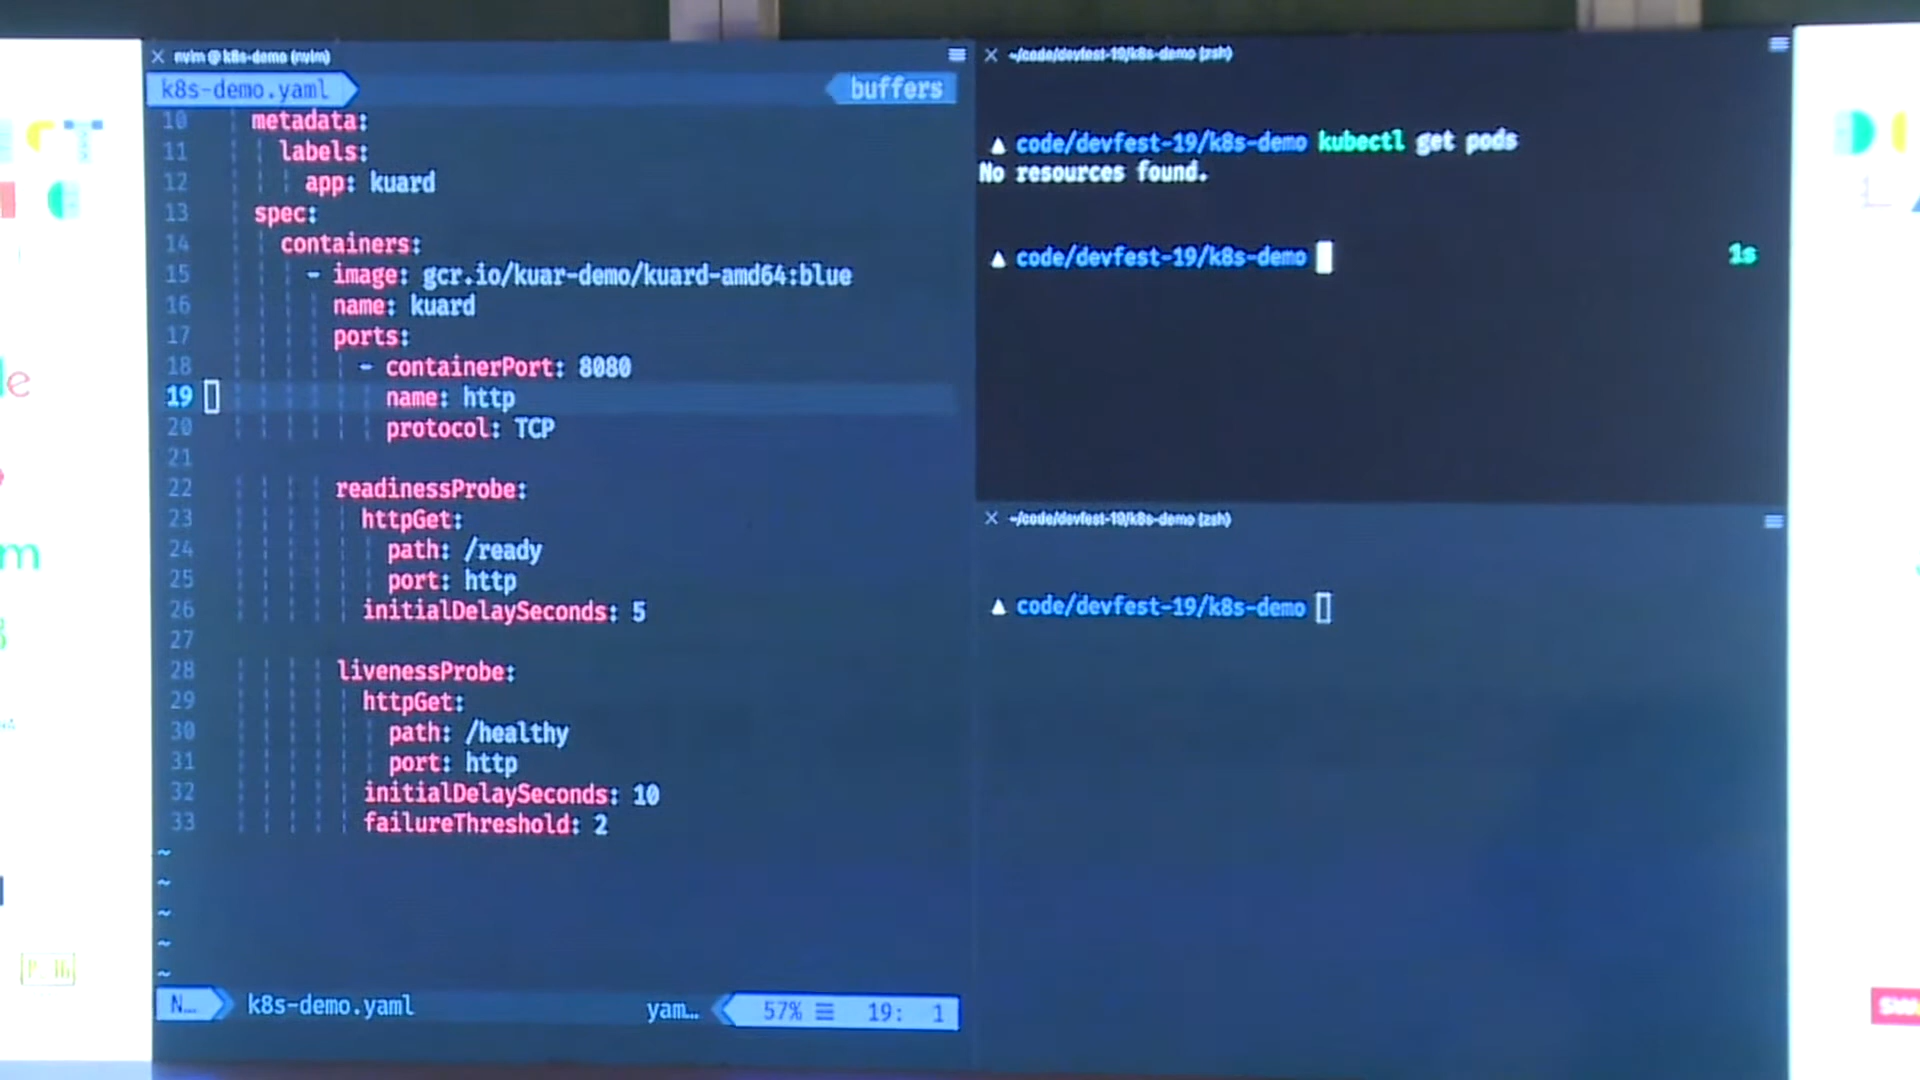 nvim @ k8s-demo (nvim)
k8s-demo.yaml
buffers
10 metadata:
11 labels:
12 app: kuard
13 spec:
14 containers:
15 - image: gcr.io/kuar-demo/kuard-amd64:blue
16 name: kuard
17 ports:
18 - containerPort: 8080
19 name: http
20 protocol: TCP
21
22 readinessProbe:
23 httpGet:
24 path: /ready
25 port: http
26 initialDelaySeconds: 5
27
28 livenessProbe:
29 httpGet:
30 path: /healthy
31 port: http
32 initialDelaySeconds: 10
33 failureThreshold: 2
~
~
~
~
~
N… k8s-demo.yaml yam… 57% 19: 1
~/code/devfest-19/k8s-demo (zsh)
code/devfest-19/k8s-demo kubectl get pods
No resources found.
code/devfest-19/k8s-demo 1s
~/code/devfest-19/k8s-demo (zsh)
code/devfest-19/k8s-demo